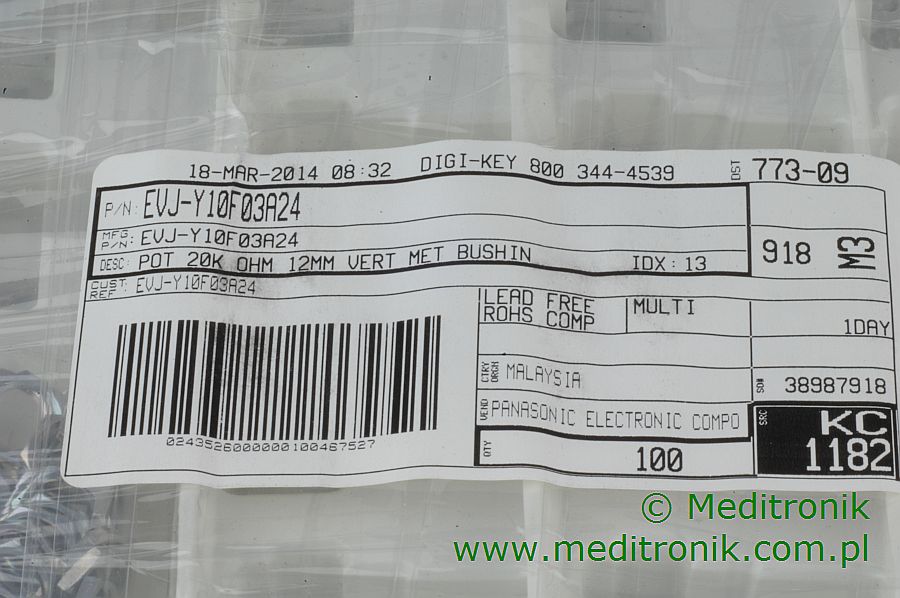 18-MAR-2014 08:32 DIGI-KEY 800 344-4539 DST 773-09
P/N: EVJ-Y10F03A24
MFG P/N: EVJ-Y10F03A24
918 M3
DESC: POT 20K OHM 12MM VERT MET BUSHIN IDX: 13
CUST REF: EVJ-Y10F03A24
LEAD FREE
ROHS COMP
MULTI
1DAY
CTRY ORGN MALAYSIA
SO# 38987918
VEND PANASONIC ELECTRONIC COMPO
SRC KC
1182
0243526000000100467527
QTY 100
© Meditronik
www.meditronik.com.pl